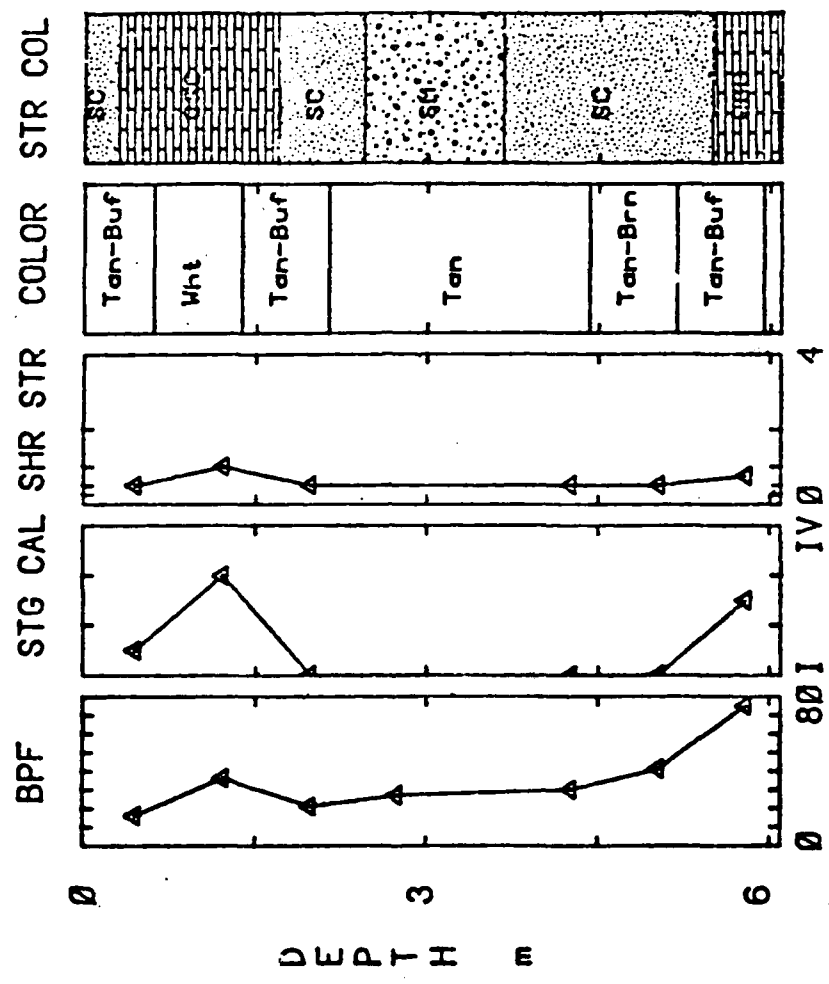 DEPTH m
0
3
6
BPF
0
80
STG CAL
I
IV
SHR STR
0
4
COLOR
Tan-Buf
Wht
Tan-Buf
Tan
Tan-Brn
Tan-Buf
STR COL
SC
SC
SM
SC